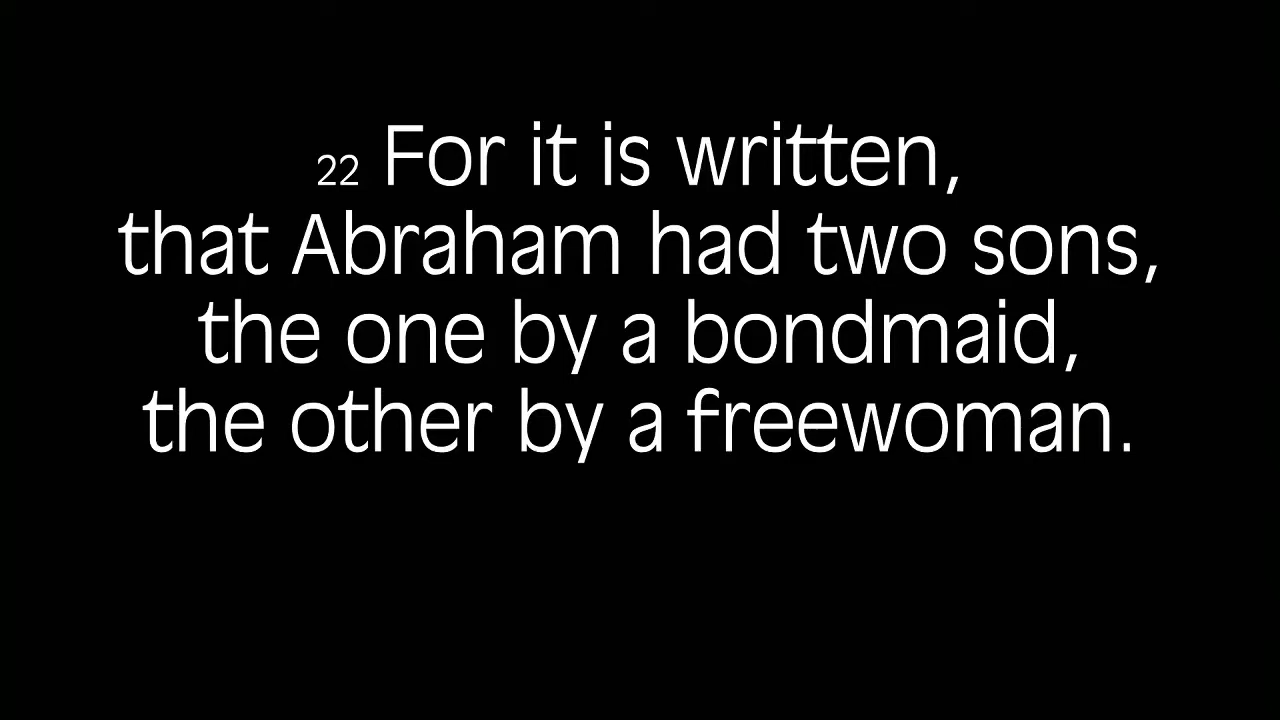 22 For it is written,
that Abraham had two sons,
the one by a bondmaid,
the other by a freewoman.